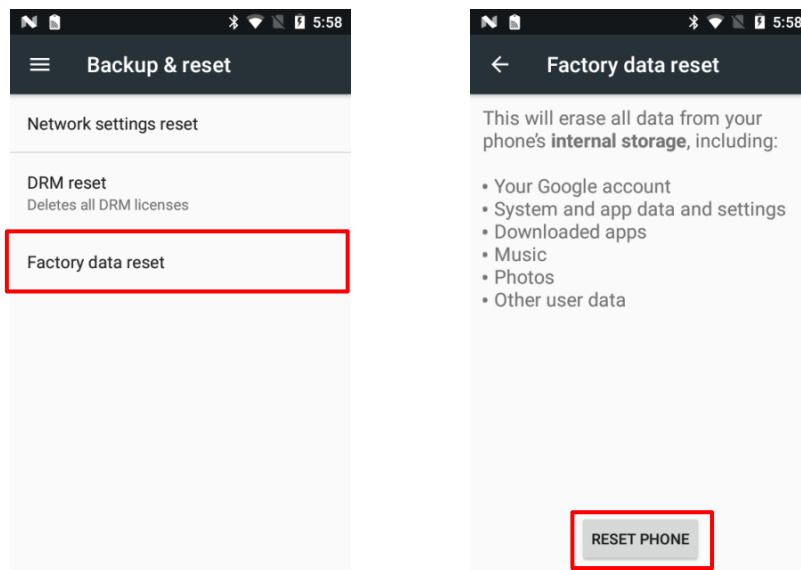 5:58
Backup & reset
Network settings reset
DRM reset
Deletes all DRM licenses
Factory data reset
5:58
Factory data reset
This will erase all data from your
phone's internal storage, including:
• Your Google account
• System and app data and settings
• Downloaded apps
• Music
• Photos
• Other user data
RESET PHONE